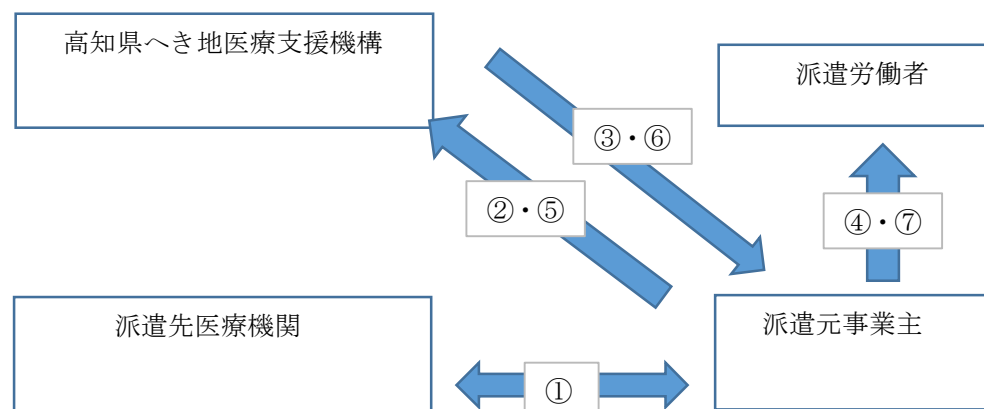 高知県へき地医療支援機構
派遣労働者
③・⑥
②・⑤
④・⑦
派遣先医療機関
派遣元事業主
①